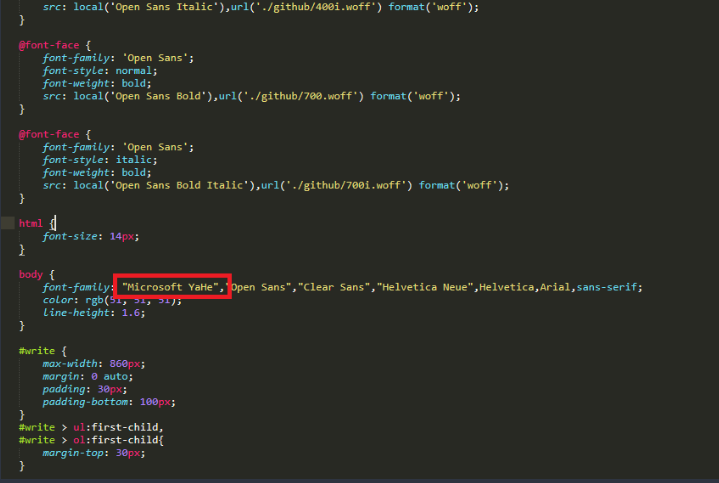 src: local('Open Sans Italic'),url('./github/400i.woff') format('woff');
}
@font-face {
font-family: 'Open Sans';
font-style: normal;
font-weight: bold;
src: local('Open Sans Bold'),url('./github/700.woff') format('woff');
}
@font-face {
font-family: 'Open Sans';
font-style: italic;
font-weight: bold;
src: local('Open Sans Bold Italic'),url('./github/700i.woff') format('woff');
}
html {
font-size: 14px;
}
body {
font-family: "Microsoft YaHe","Open Sans","Clear Sans","Helvetica Neue",Helvetica,Arial,sans-serif;
color: rgb(51, 51, 51);
line-height: 1.6;
}
#write {
max-width: 860px;
margin: 0 auto;
padding: 30px;
padding-bottom: 100px;
}
#write > ul:first-child,
#write > ol:first-child{
margin-top: 30px;
}